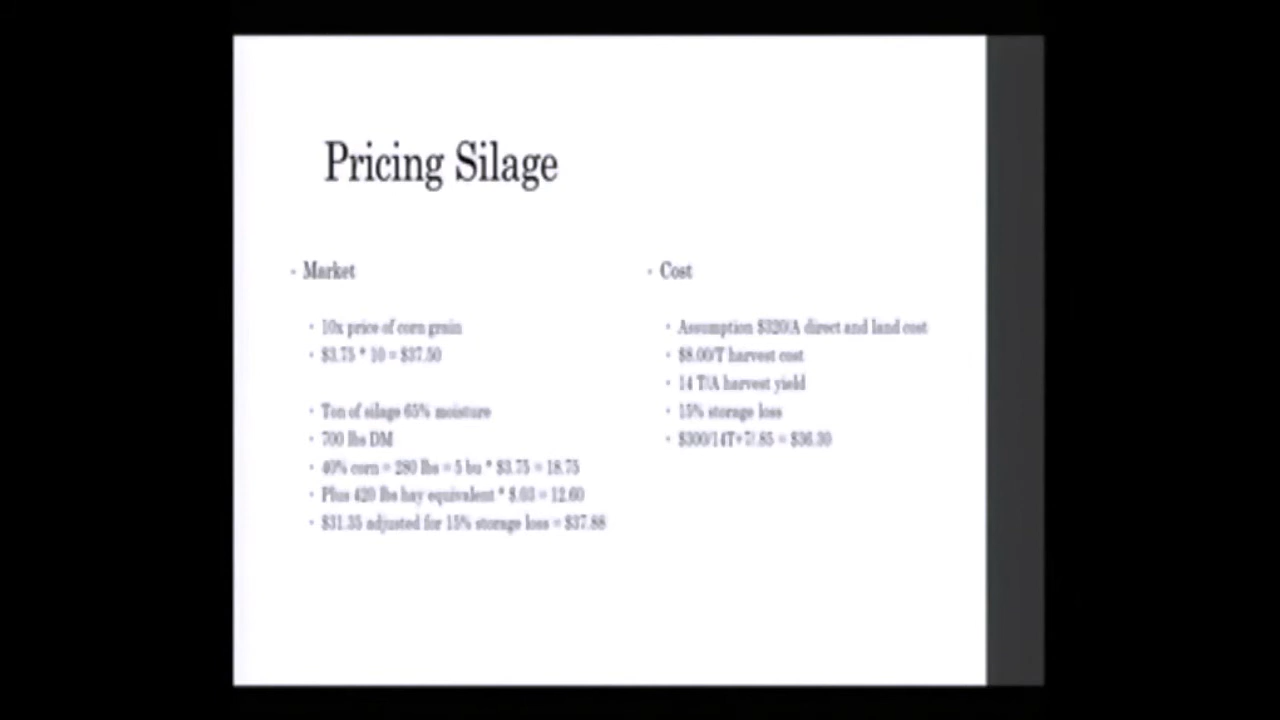 Pricing Silage
• Market
• 10x price of corn grain
• $3.75 * 10 = $37.50
• Ton of silage 65% moisture
• 700 lbs DM
• 40% corn = 280 lbs = 5 bu * $3.75 = 18.75
• Plus 420 lbs hay equivalent * $.03 = 12.60
• $31.35 adjusted for 15% storage loss = $37.88
• Cost
• Assumption $320/A direct and land cost
• $8.00/T harvest cost
• 14 T/A harvest yield
• 15% storage loss
• $300/14T+7/.85 = $36.30